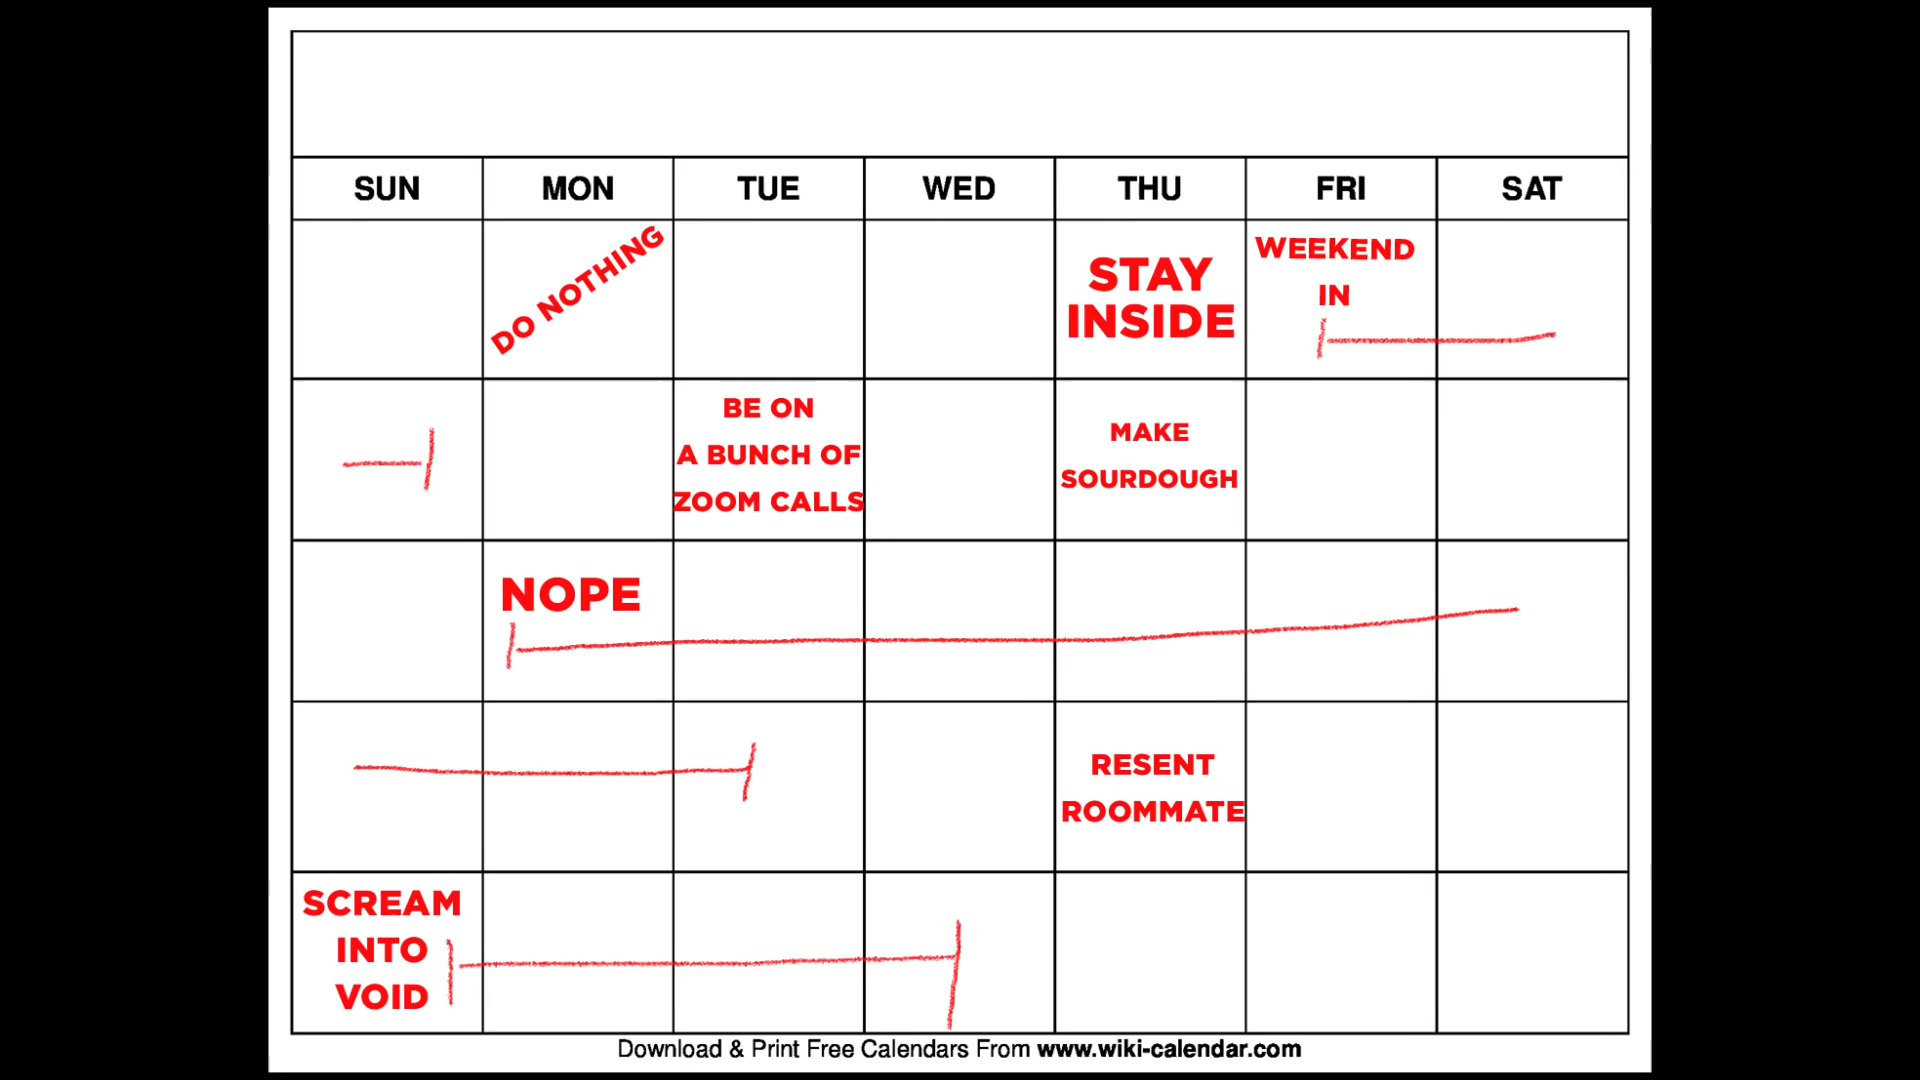 SUN MON TUE WED THU FRI SAT
DO NOTHING
STAY
INSIDE
WEEKEND
IN
BE ON
A BUNCH OF
ZOOM CALLS
MAKE
SOURDOUGH
NOPE
RESENT
ROOMMATE
SCREAM
INTO
VOID
Download & Print Free Calendars From www.wiki-calendar.com